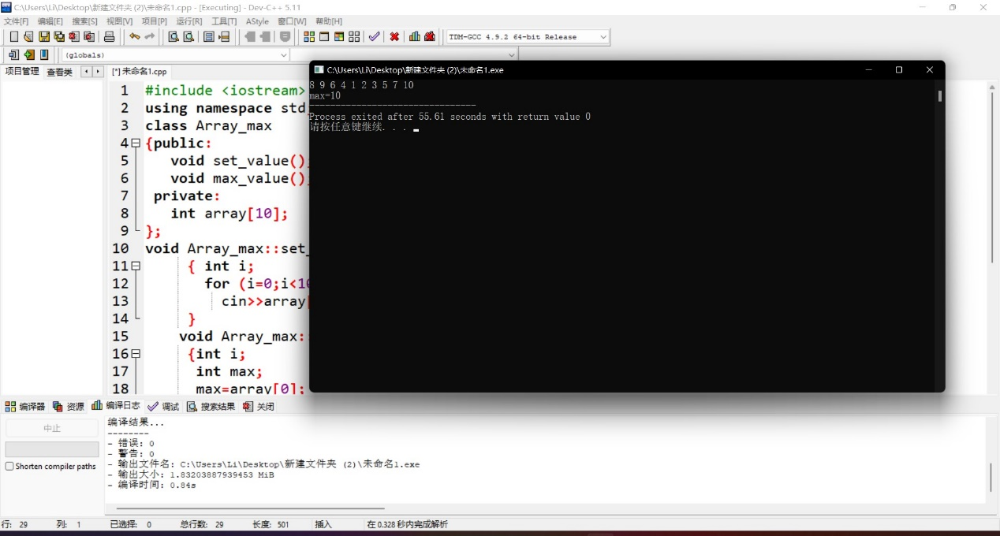 C:\Users\Li\Desktop\新建文件夹 (2)\未命名1.cpp - [Executing] - Dev-C++ 5.11
文件[F] 编辑[E] 搜索[S] 视图[V] 项目[P] 运行[R] 工具[T] AStyle 窗口[W] 帮助[H]
TDM-GCC 4.9.2 64-bit Release
(globals)
项目管理 查看类 [*] 未命名1.cpp
1 #include <iostream>
2 using namespace std
3 class Array_max
4 {public:
5 void set_value();
6 void max_value();
7 private:
8 int array[10];
9 };
10 void Array_max::set_
11 { int i;
12 for (i=0;i<10
13 cin>>array[
14 }
15 void Array_max::
16 {int i;
17 int max;
18 max=array[0];
C:\Users\Li\Desktop\新建文件夹 (2)\未命名1.exe
8 9 6 4 1 2 3 5 7 10
max=10
--------------------------------
Process exited after 55.61 seconds with return value 0
请按任意键继续. . .
编译器 资源 编译日志 调试 搜索结果 关闭
中止
Shorten compiler paths
编译结果...
--------
- 错误: 0
- 警告: 0
- 输出文件名: C:\Users\Li\Desktop\新建文件夹 (2)\未命名1.exe
- 输出大小: 1.83203887939453 MiB
- 编译时间: 0.84s
行: 29 列: 1 已选择: 0 总行数: 29 长度: 501 插入 在 0.328 秒内完成解析